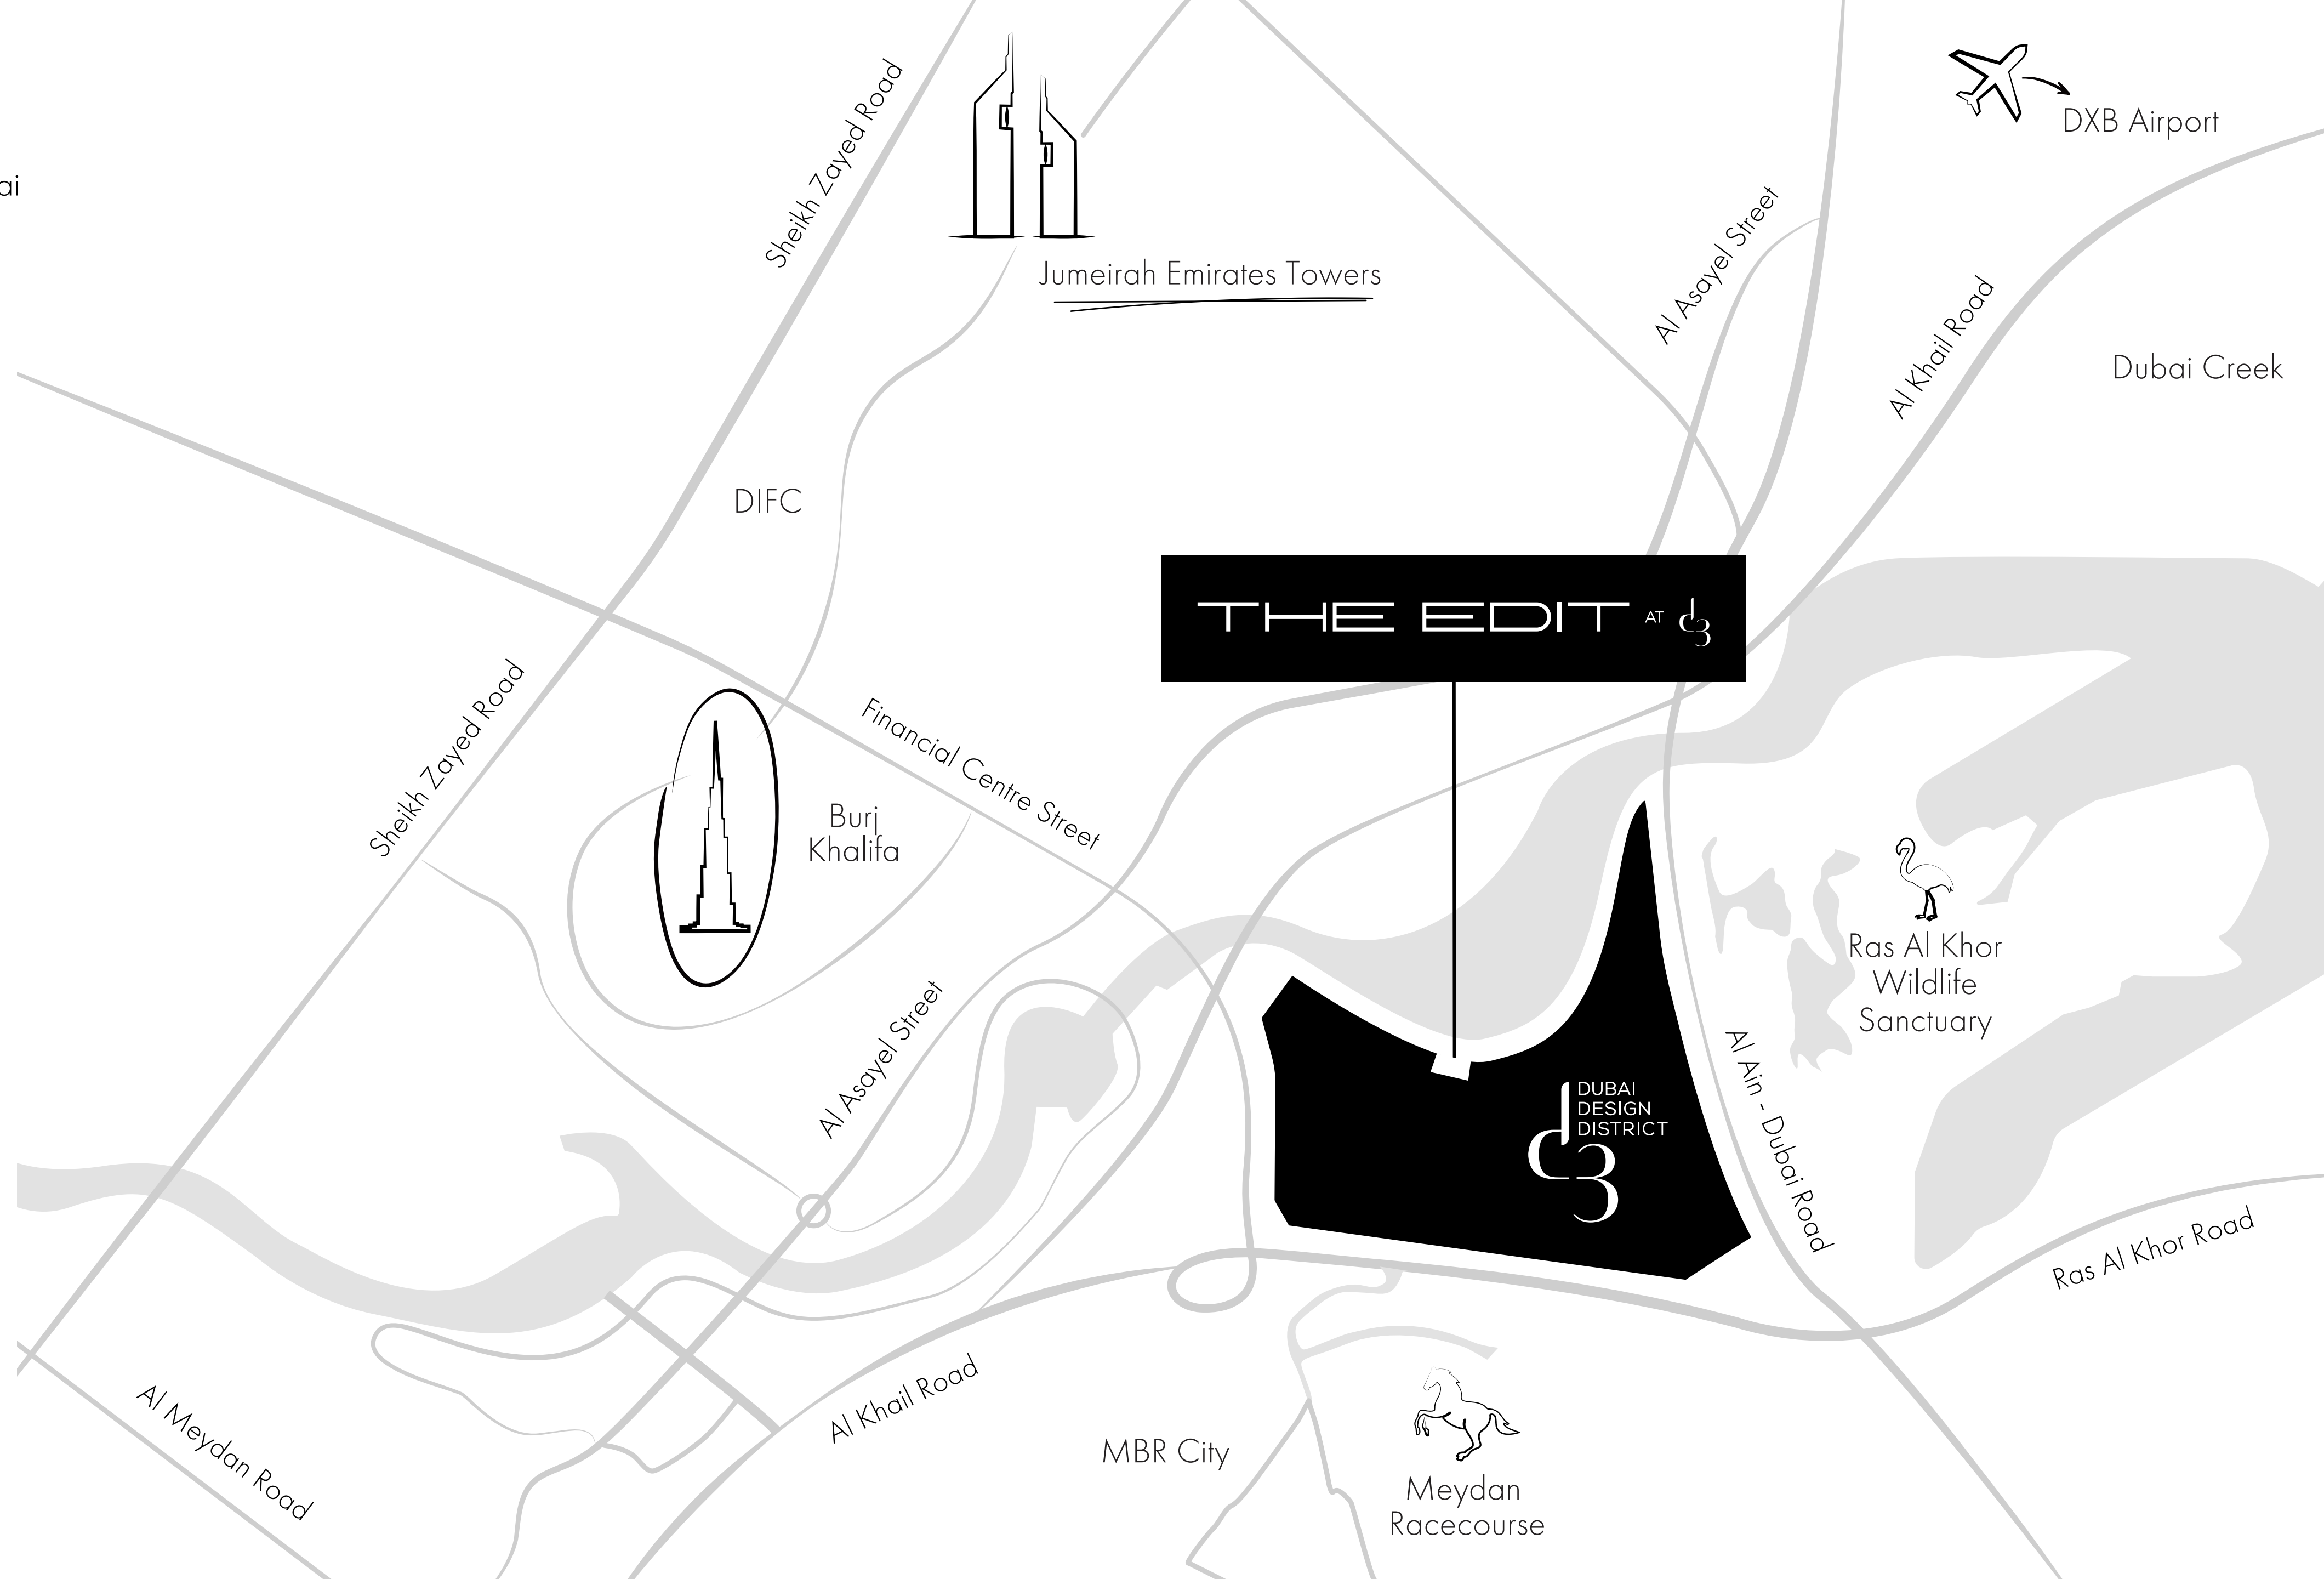 DXB Airport
ai
Sheikh Zayed Road
Jumeirah Emirates Towers
Al Asayel Street
Al Khail Road
Dubai Creek
DIFC
THE EDIT AT d3
Sheikh Zayed Road
Financial Centre Street
Burj
Khalifa
Ras Al Khor
Wildlife
Sanctuary
Al Asayel Street
DUBAI
DESIGN
DISTRICT
d3
Al Ain - Dubai Road
Ras Al Khor Road
Al Meydan Road
Al Khail Road
MBR City
Meydan
Racecourse